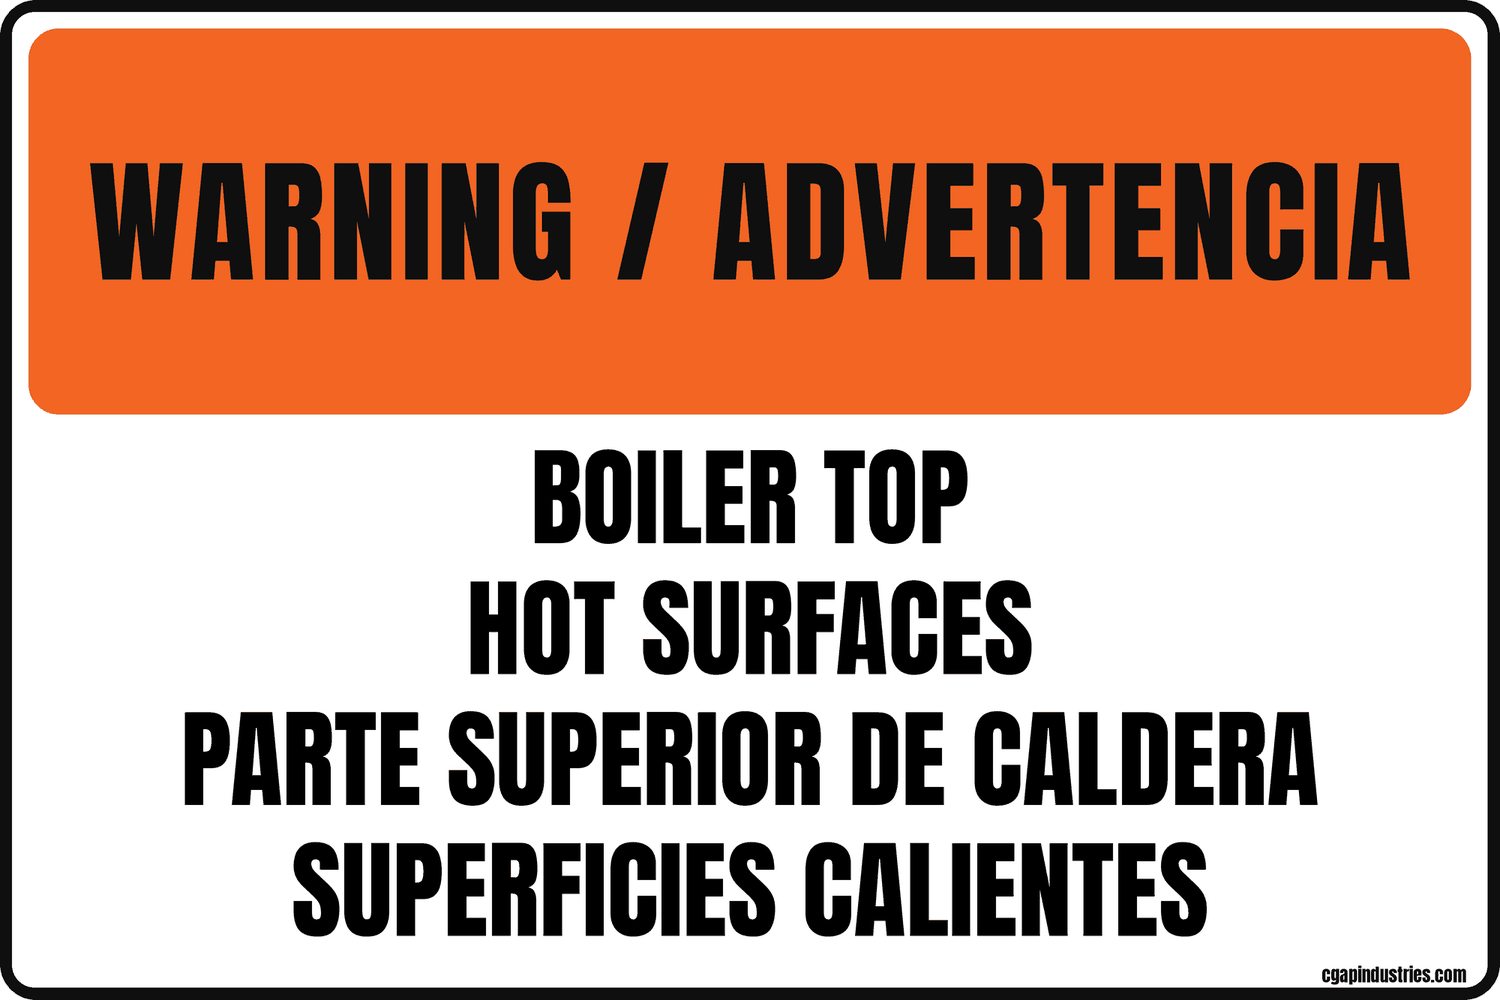 WARNING / ADVERTENCIA
BOILER TOP
HOT SURFACES
PARTE SUPERIOR DE CALDERA
SUPERFICIES CALIENTES
cgapindustries.com